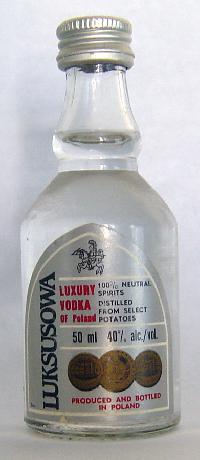 LUKSUSOWA
LUXURY
VODKA
OF Poland
100% NEUTRAL
SPIRITS
DISTILLED
FROM SELECT
POTATOES
50 ml 40% alc./vol.
PRODUCED AND BOTTLED
IN POLAND